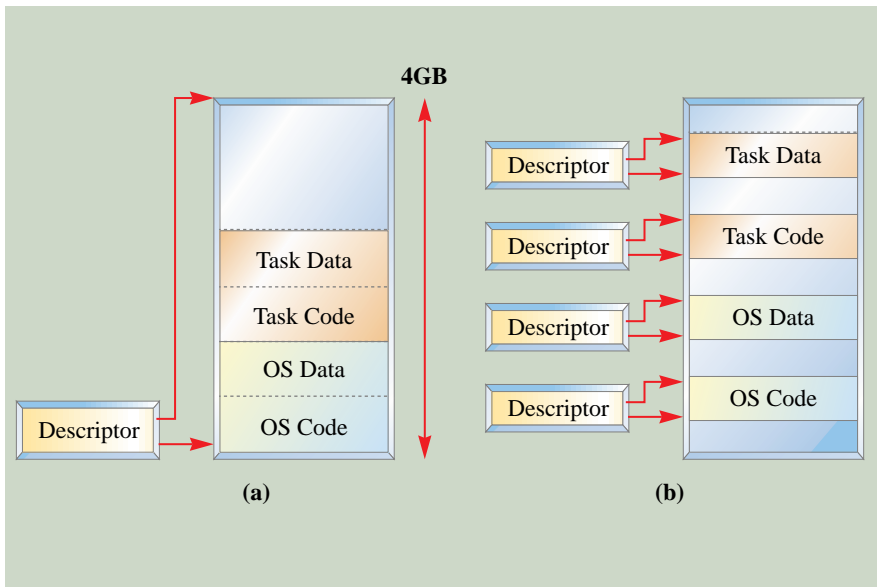 4GB
Task Data
Task Code
OS Data
OS Code
Descriptor
(a)
Descriptor
Descriptor
Descriptor
Descriptor
Task Data
Task Code
OS Data
OS Code
(b)